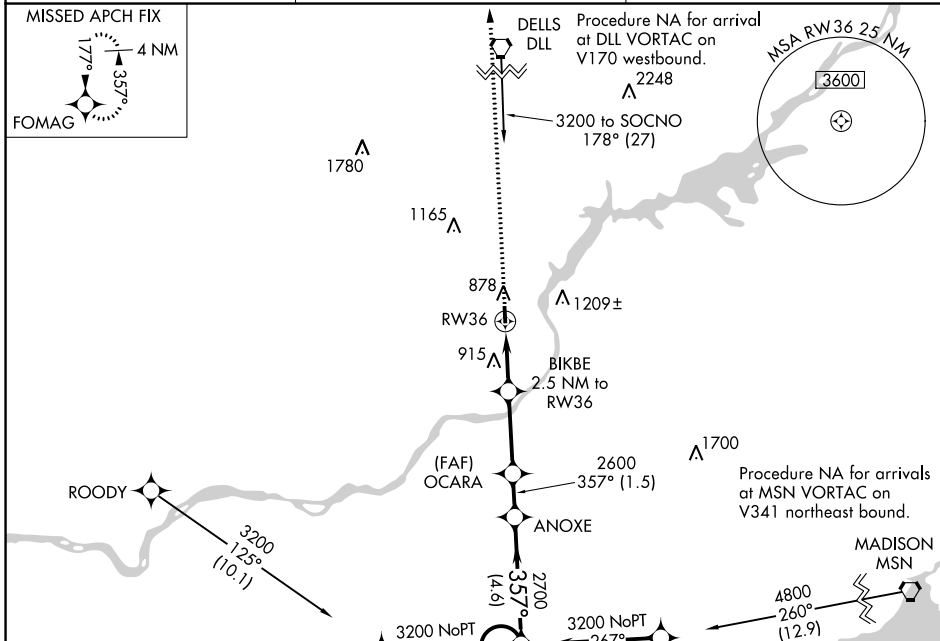 MISSED APCH FIX
4 NM
177°
357°
FOMAG
DELLS
DLL
Procedure NA for arrival
at DLL VORTAC on
V170 westbound.
2248
3200 to SOCNO
178° (27)
MSA RW36 25 NM
3600
1780
1165
878
1209±
RW36
915
BIKBE
2.5 NM to
RW36
1700
(FAF)
OCARA
2600
357° (1.5)
Procedure NA for arrivals
at MSN VORTAC on
V341 northeast bound.
ROODY
ANOXE
3200
125°
(10.1)
MADISON
MSN
2700
357°
(4.6)
4800
260°
(12.9)
3200 NoPT
3200 NoPT
267°